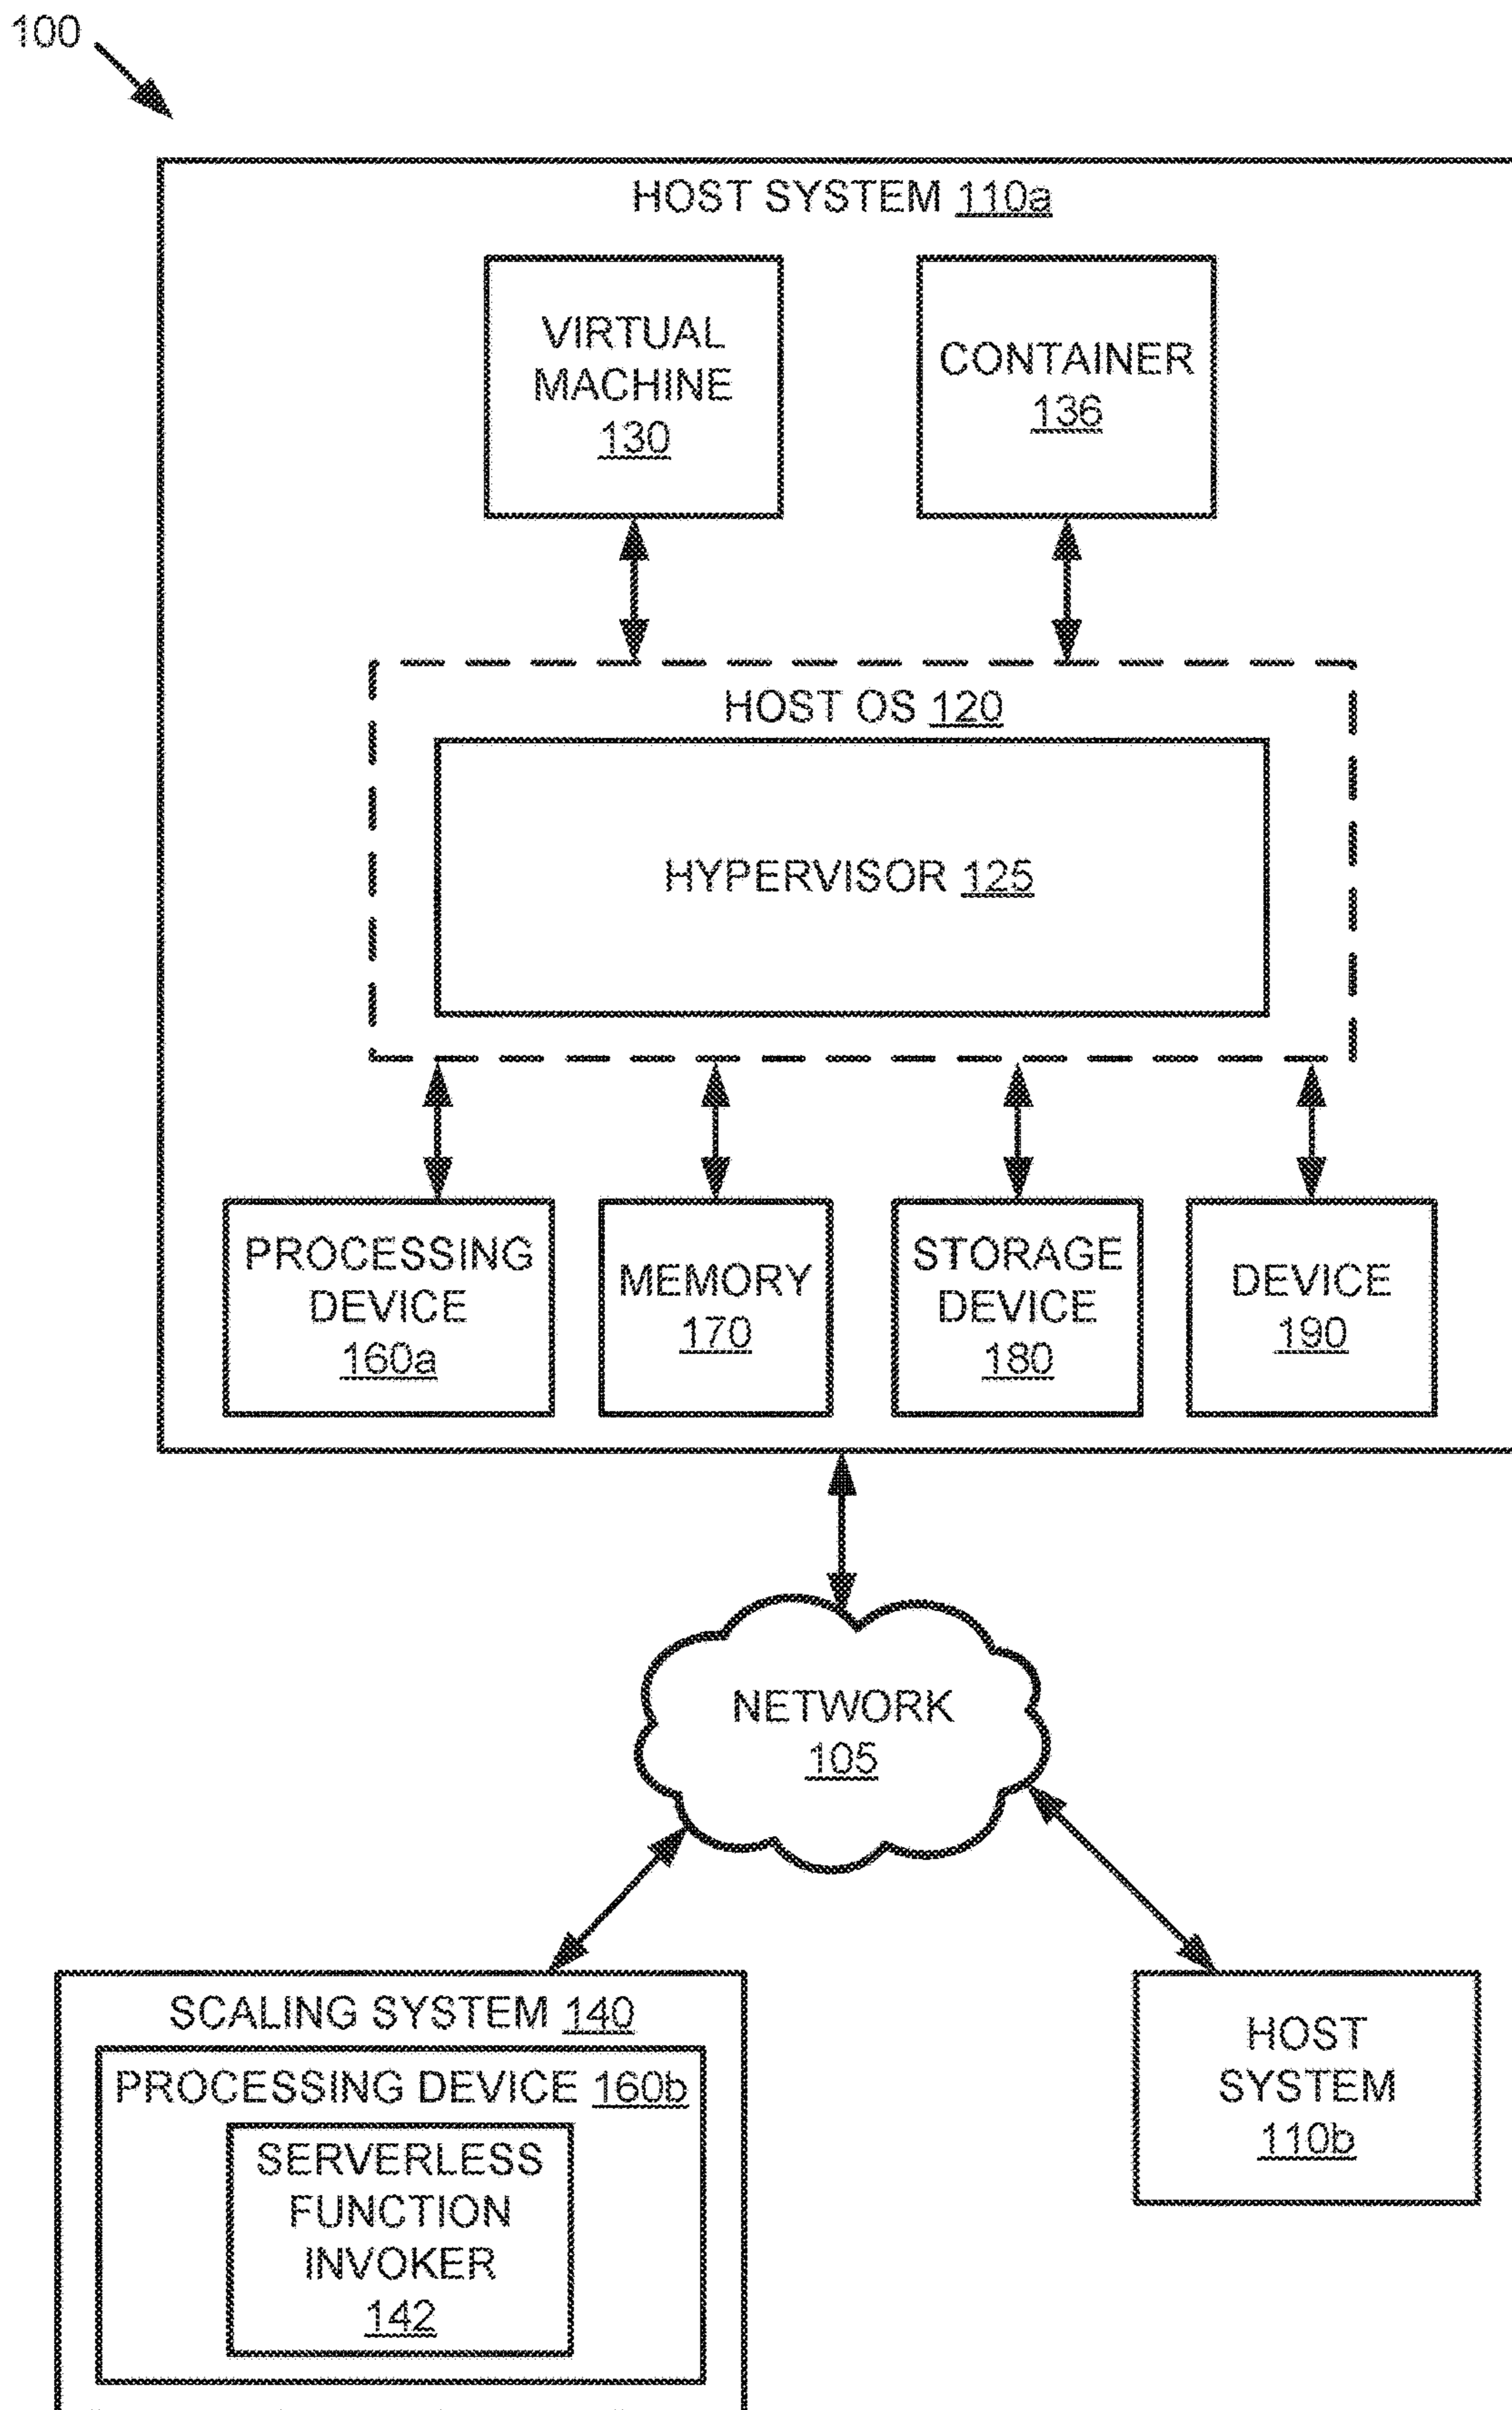 100
HOST SYSTEM 110a
VIRTUAL
MACHINE
130
CONTAINER
136
HOST OS 120
HYPERVISOR 125
PROCESSING
DEVICE
160a
MEMORY
170
STORAGE
DEVICE
180
DEVICE
190
NETWORK
105
SCALING SYSTEM 140
PROCESSING DEVICE 160b
SERVERLESS
FUNCTION
INVOKER
142
HOST
SYSTEM
110b